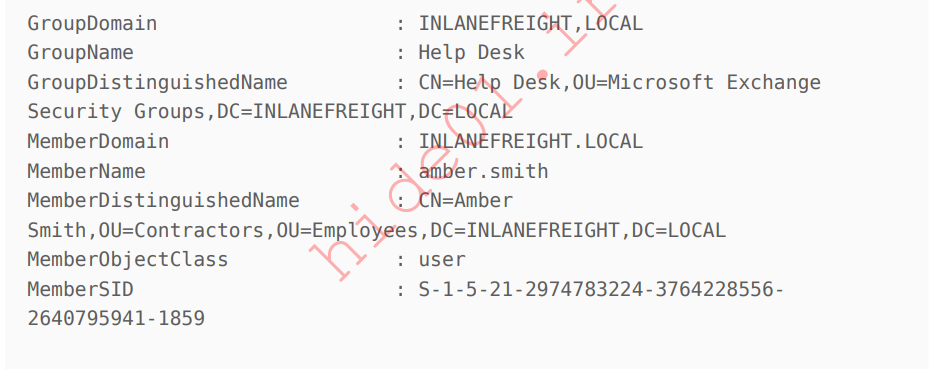 GroupDomain : INLANEFREIGHT,LOCAL
GroupName : Help Desk
GroupDistinguishedName : CN=Help Desk,OU=Microsoft Exchange
Security Groups,DC=INLANEFREIGHT,DC=LOCAL
MemberDomain : INLANEFREIGHT.LOCAL
MemberName : amber.smith
MemberDistinguishedName : CN=Amber
Smith,OU=Contractors,OU=Employees,DC=INLANEFREIGHT,DC=LOCAL
MemberObjectClass : user
MemberSID : S-1-5-21-2974783224-3764228556-
2640795941-1859